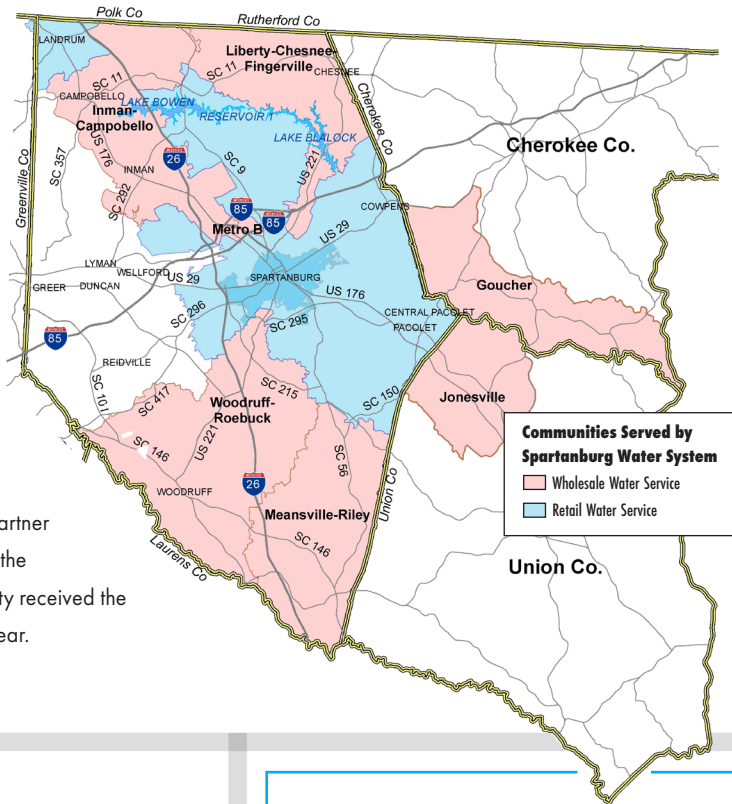 Polk Co
Rutherford Co
LANDRUM
Liberty-Chesnee-
Fingerville
CHESNEE
SC 11
SC 11
CAMPOBELLO
LAKE BOWEN
Inman-
Campobello
RESERVOIR 1
LAKE BLALOCK
Cherokee Co
Cherokee Co.
Greenville Co
SC 357
US 176
INMAN
26
SC 9
US 221
SC 292
85
85
COWPENS
Metro B
US 29
LYMAN
WELLFORD
US 29
SPARTANBURG
Goucher
GREER
DUNCAN
US 176
SC 296
CENTRAL PACOLET
PACOLET
SC 295
85
REIDVILLE
SC 101
SC 417
SC 215
SC 150
Jonesville
Woodruff-
Roebuck
US 221
SC 146
SC 56
Union Co
Communities Served by
Spartanburg Water System
Wholesale Water Service
Retail Water Service
26
WOODRUFF
Meansville-Riley
SC 146
Laurens Co
Union Co.
artner
the
ty received the
ear.